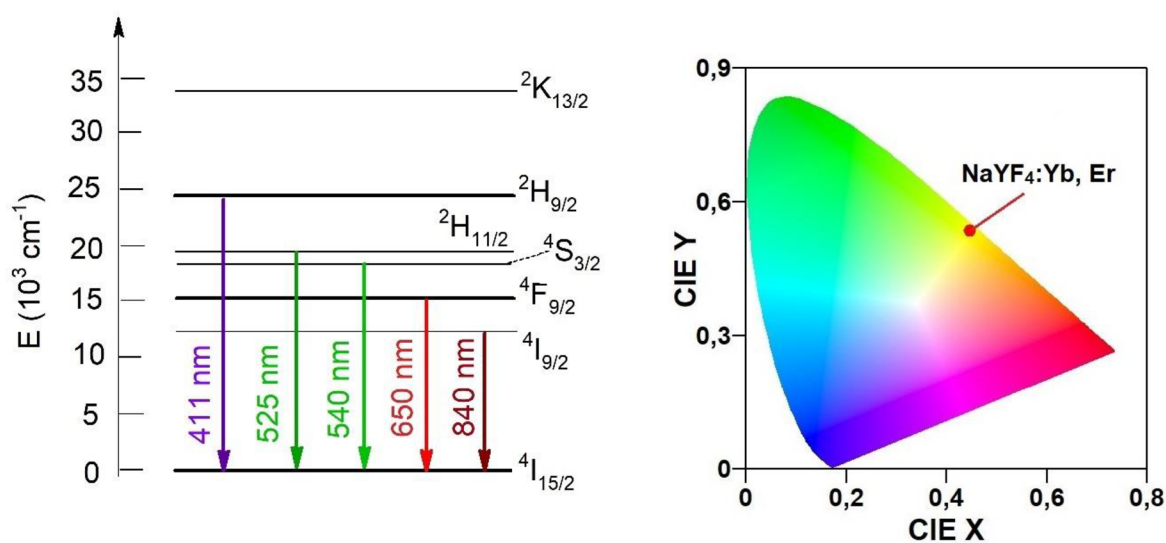 E (10³ cm⁻¹)
35
30
25
20
15
10
5
0
²K₁₃/₂
²H₉/₂
²H₁₁/₂
⁴S₃/₂
⁴F₉/₂
⁴I₉/₂
⁴I₁₅/₂
411 nm
525 nm
540 nm
650 nm
840 nm
CIE Y
0,9
0,6
0,3
0
NaYF₄:Yb, Er
0
0,2
0,4
0,6
0,8
CIE X